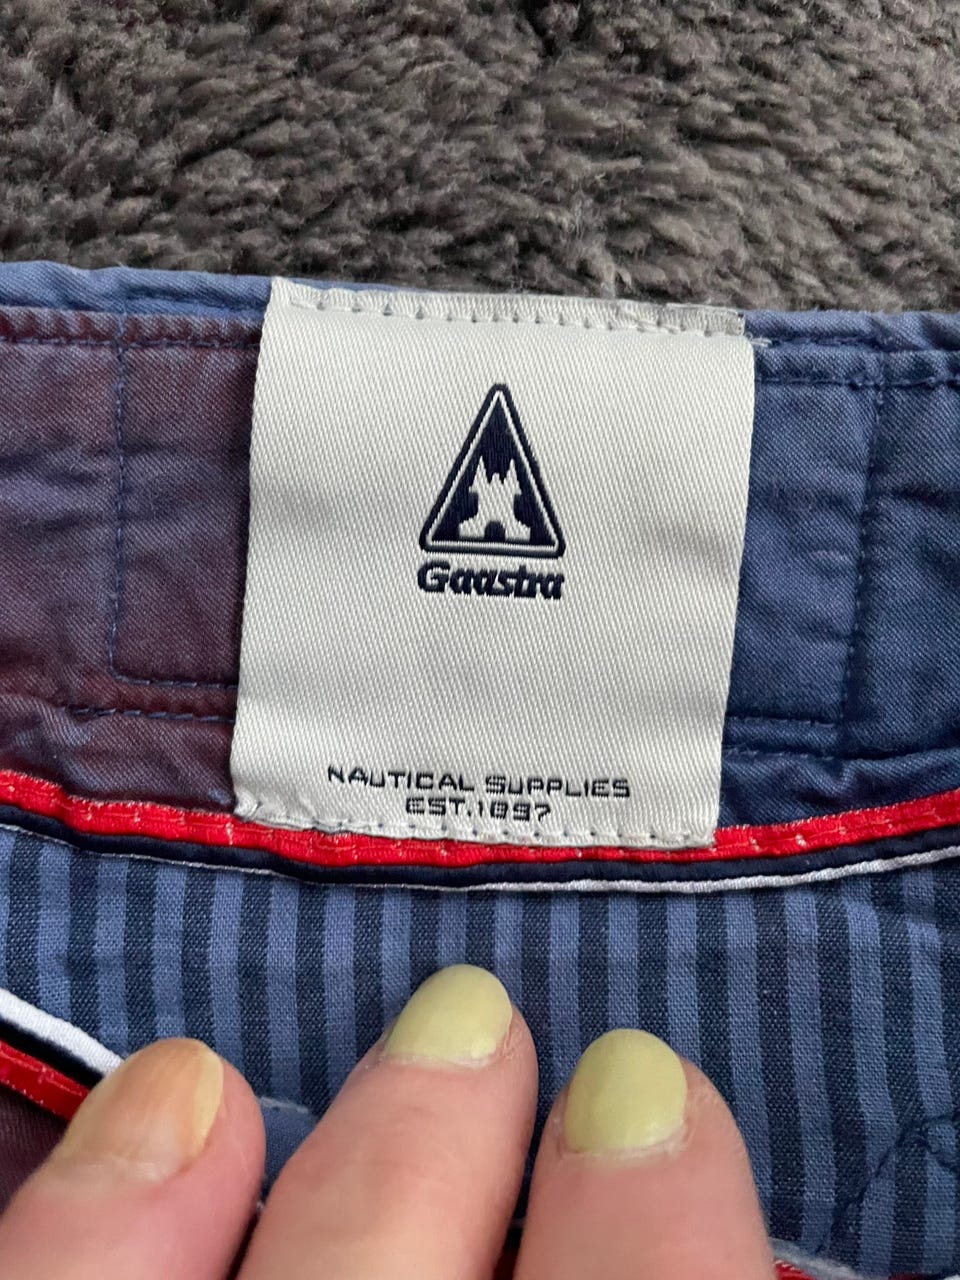 Gaastra
NAUTICAL SUPPLIES
EST.1897